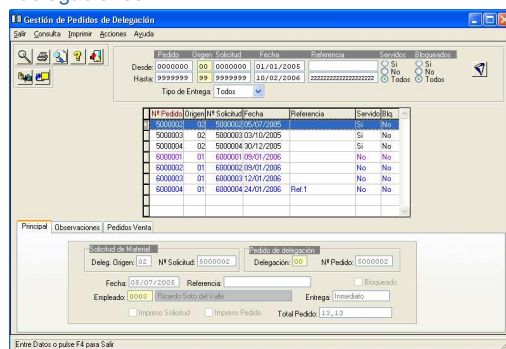 Gestión de Pedidos de Delegación
Salir Consulta Imprimir Acciones Ayuda
Pedido Origen Solicitud Fecha Referencia Servidos Bloqueados
Desde: 0000000 00 0000000 01/01/2005 Si Si
No No
Hasta: 9999999 99 9999999 10/02/2006 zzzzzzzzzzzzzzzzzzzz Todos Todos
Tipo de Entrega: Todos
Nº Pedido Origen Nº Solicitud Fecha Referencia Servido Blq.
5000002 02 5000002 05/07/2005 Si No
5000003 02 5000003 03/10/2005 Si No
5000004 02 5000004 30/12/2005 Si No
6000001 01 6000001 09/01/2006 No No
6000002 01 6000002 09/01/2006 No No
6000003 01 6000003 12/01/2006 No No
6000004 01 6000004 24/01/2006 Ref.1 No No
Principal Observaciones Pedidos Venta
Solicitud de Material Pedido de delegación
Deleg. Origen: 02 Nº Solicitud: 5000002 Delegación: 00 Nº Pedido: 5000002
Fecha: 05/07/2005 Referencia: Bloqueado
Empleado: 0003 Ricardo Soto del Valle Entrega: Inmediato
Impreso Solicitud Impreso Pedido Total Pedido: 13,13
Entre Datos o pulse F4 para Salir